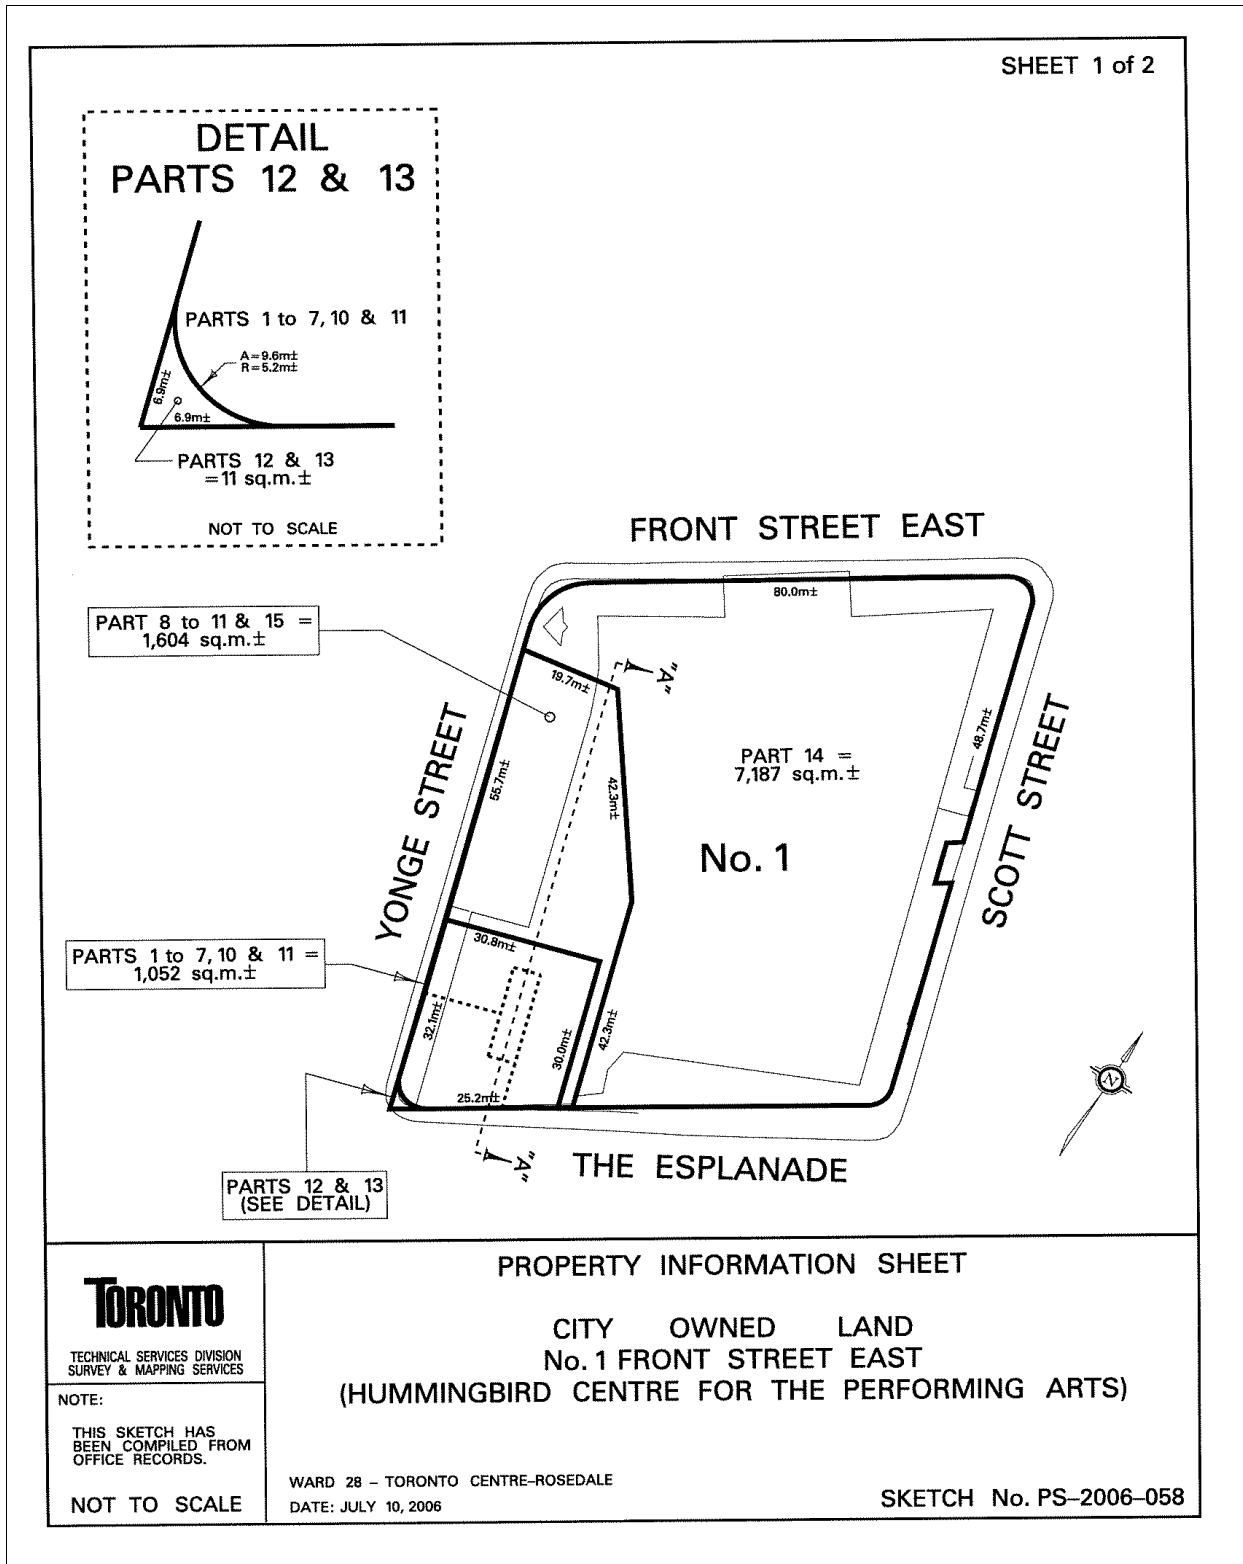 SHEET 1 of 2
DETAIL
PARTS 12 & 13
PARTS 1 to 7, 10 & 11
A=9.6m±
R=5.2m±
6.9m±
6.9m±
PARTS 12 & 13
=11 sq.m.±
NOT TO SCALE
FRONT STREET EAST
80.0m±
PART 8 to 11 & 15 =
1,604 sq.m.±
"A"
19.7m±
48.7m±
YONGE STREET
55.7m±
42.3m±
PART 14 =
7,187 sq.m.±
No. 1
SCOTT STREET
PARTS 1 to 7, 10 & 11 =
1,052 sq.m.±
30.8m±
32.1m±
30.0m±
42.3m±
25.2m±
N
"A"
THE ESPLANADE
PARTS 12 & 13
(SEE DETAIL)
TORONTO
TECHNICAL SERVICES DIVISION
SURVEY & MAPPING SERVICES
NOTE:
THIS SKETCH HAS
BEEN COMPILED FROM
OFFICE RECORDS.
NOT TO SCALE
PROPERTY INFORMATION SHEET
CITY OWNED LAND
No. 1 FRONT STREET EAST
(HUMMINGBIRD CENTRE FOR THE PERFORMING ARTS)
WARD 28 – TORONTO CENTRE–ROSEDALE
DATE: JULY 10, 2006
SKETCH No. PS–2006–058